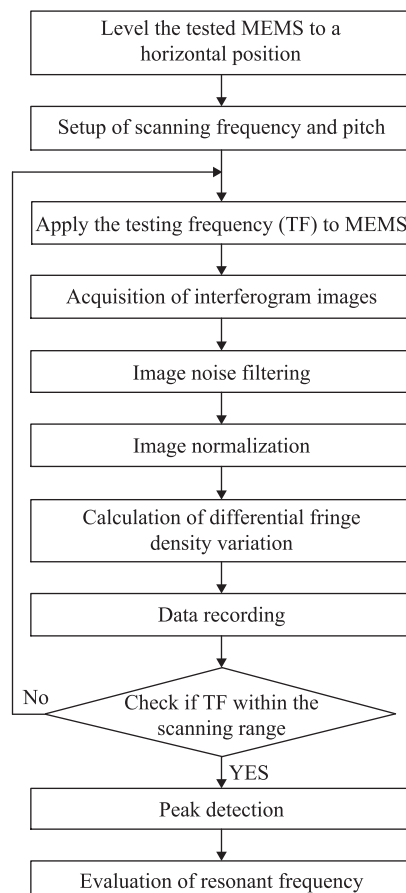 Level the tested MEMS to a
horizontal position
Setup of scanning frequency and pitch
Apply the testing frequency (TF) to MEMS
Acquisition of interferogram images
Image noise filtering
Image normalization
Calculation of differential fringe
density variation
Data recording
No
Check if TF within the
scanning range
YES
Peak detection
Evaluation of resonant frequency